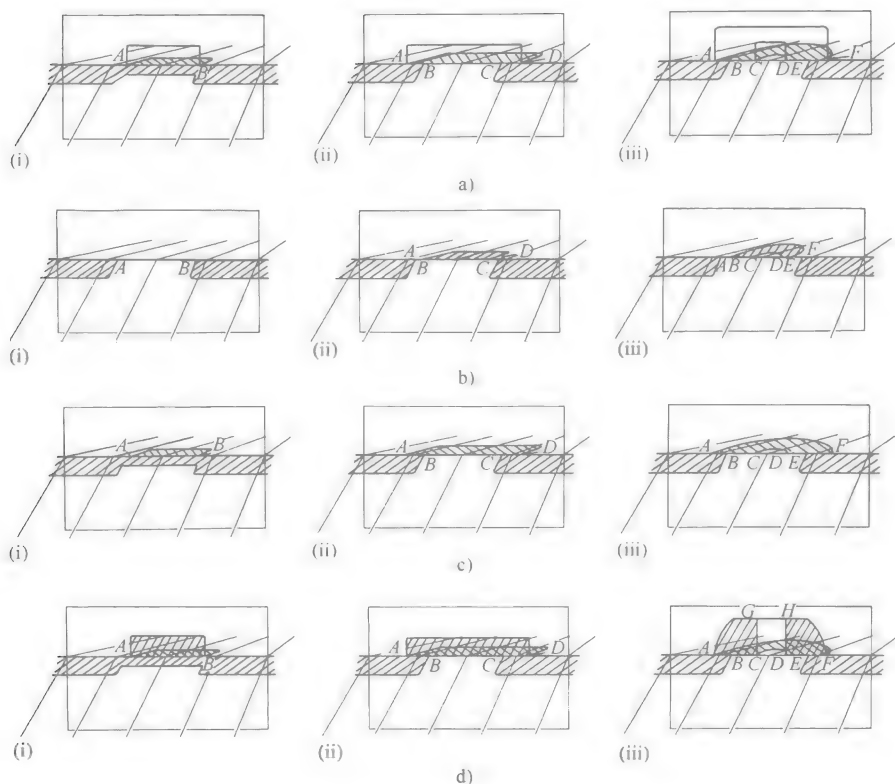 A B
A B C D
A B C D E F
(i) (ii) (iii)
a)
A B
A B C D
A B C D E F
(i) (ii) (iii)
b)
A B
A B C D
A B C D E F
(i) (ii) (iii)
c)
A B
A B C D
G H
A B C D E F
(i) (ii) (iii)
d)